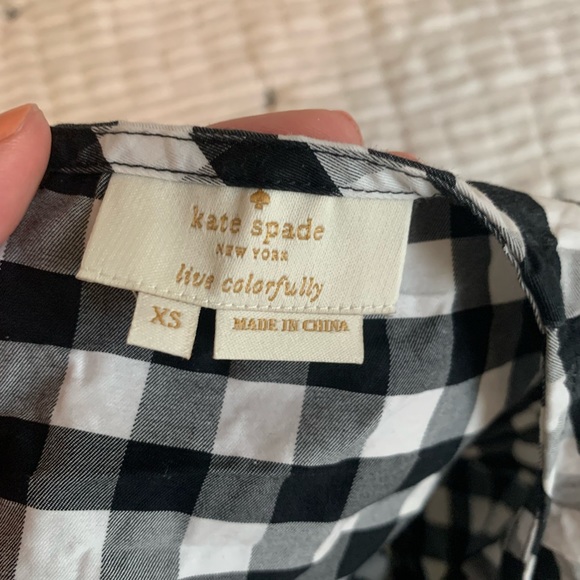 kate spade
NEW YORK
live colorfully
XS
MADE IN CHINA